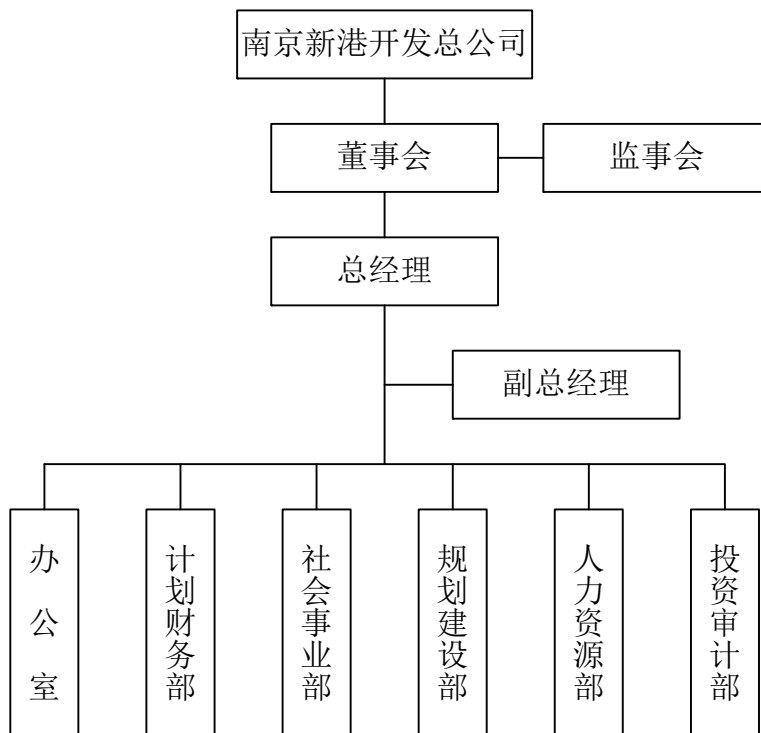 南京新港开发总公司
董事会
监事会
总经理
副总经理
办公室
计划财务部
社会事业部
规划建设部
人力资源部
投资审计部